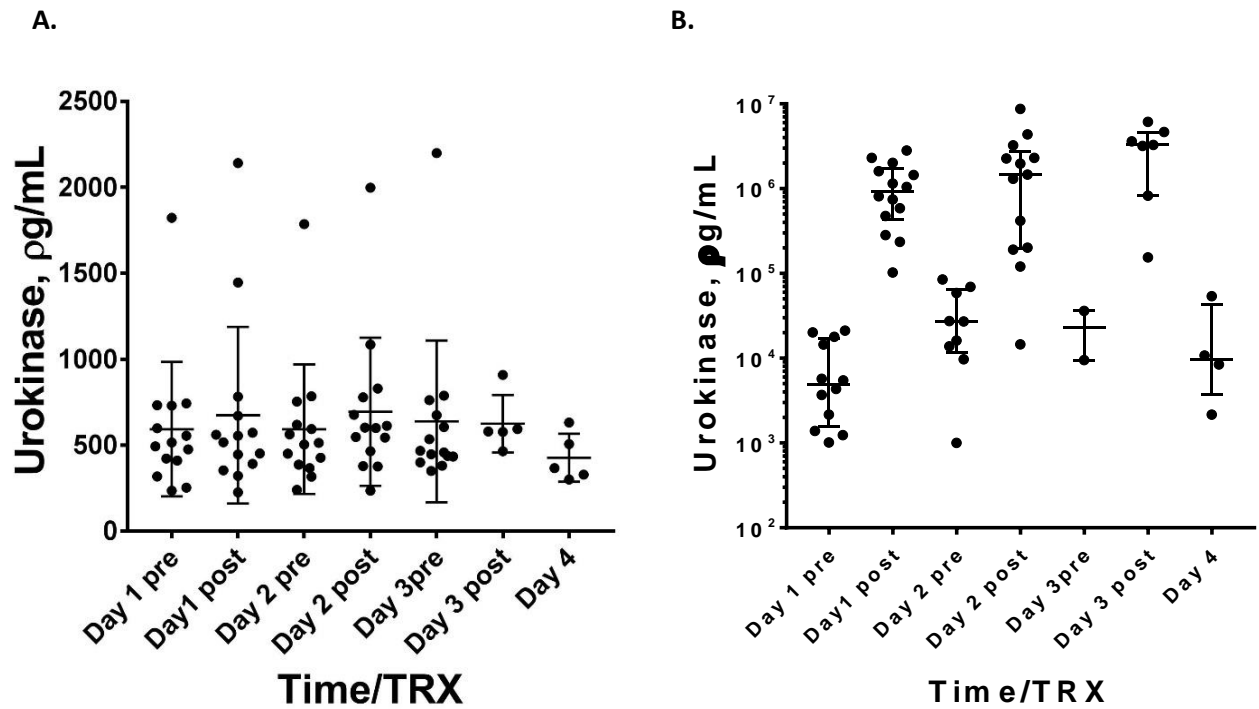 A.
B.
Urokinase, ρg/mL
2500
2000
1500
1000
500
0
Day 1 pre
Day1 post
Day 2 pre
Day 2 post
Day 3pre
Day 3 post
Day 4
Time/TRX
Urokinase, ρg/mL
10⁷
10⁶
10⁵
10⁴
10³
10²
Day 1 pre
Day1 post
Day 2 pre
Day 2 post
Day 3pre
Day 3 post
Day 4
Time/TRX